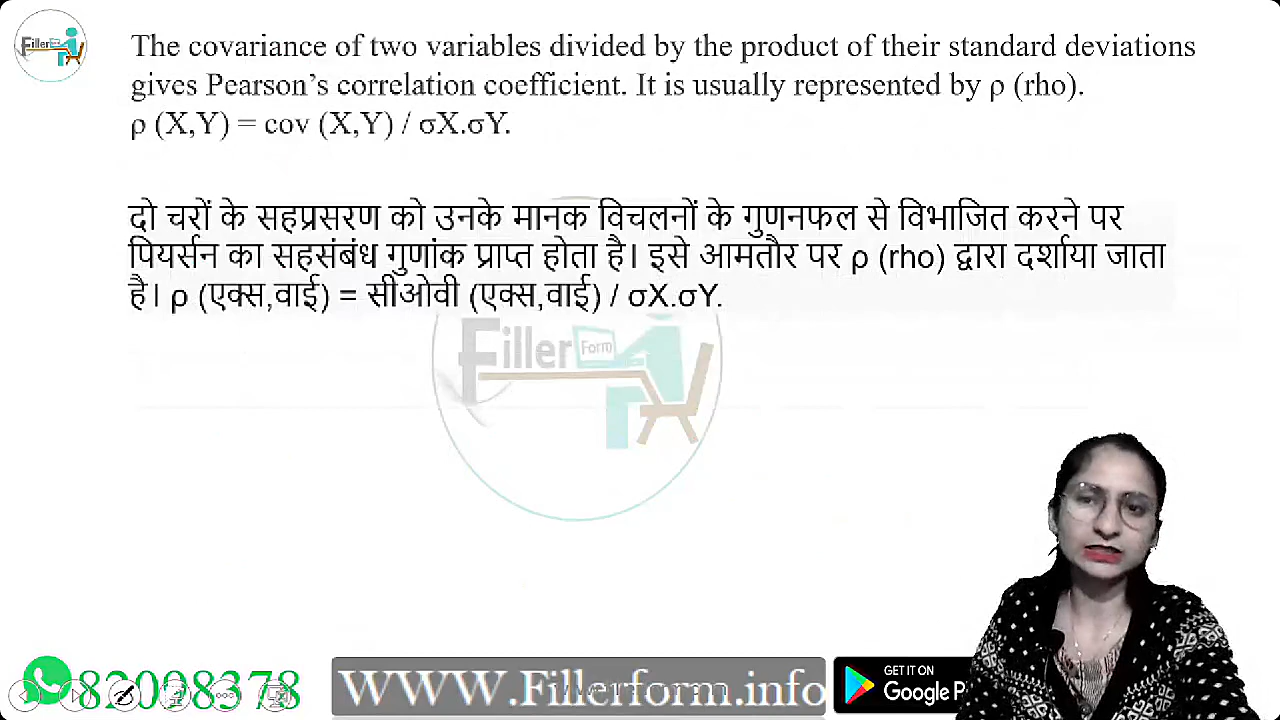 Filler
The covariance of two variables divided by the product of their standard deviations
gives Pearson’s correlation coefficient. It is usually represented by ρ (rho).
ρ (X,Y) = cov (X,Y) / σX.σY.
दो चरों के सहप्रसरण को उनके मानक विचलनों के गुणनफल से विभाजित करने पर
पियर्सन का सहसंबंध गुणांक प्राप्त होता है। इसे आमतौर पर ρ (rho) द्वारा दर्शाया जाता
है। ρ (एक्स,वाई) = सीओवी (एक्स,वाई) / σX.σY.
Filler Form
WWW.Fillerform.info
GET IT ON
Google P